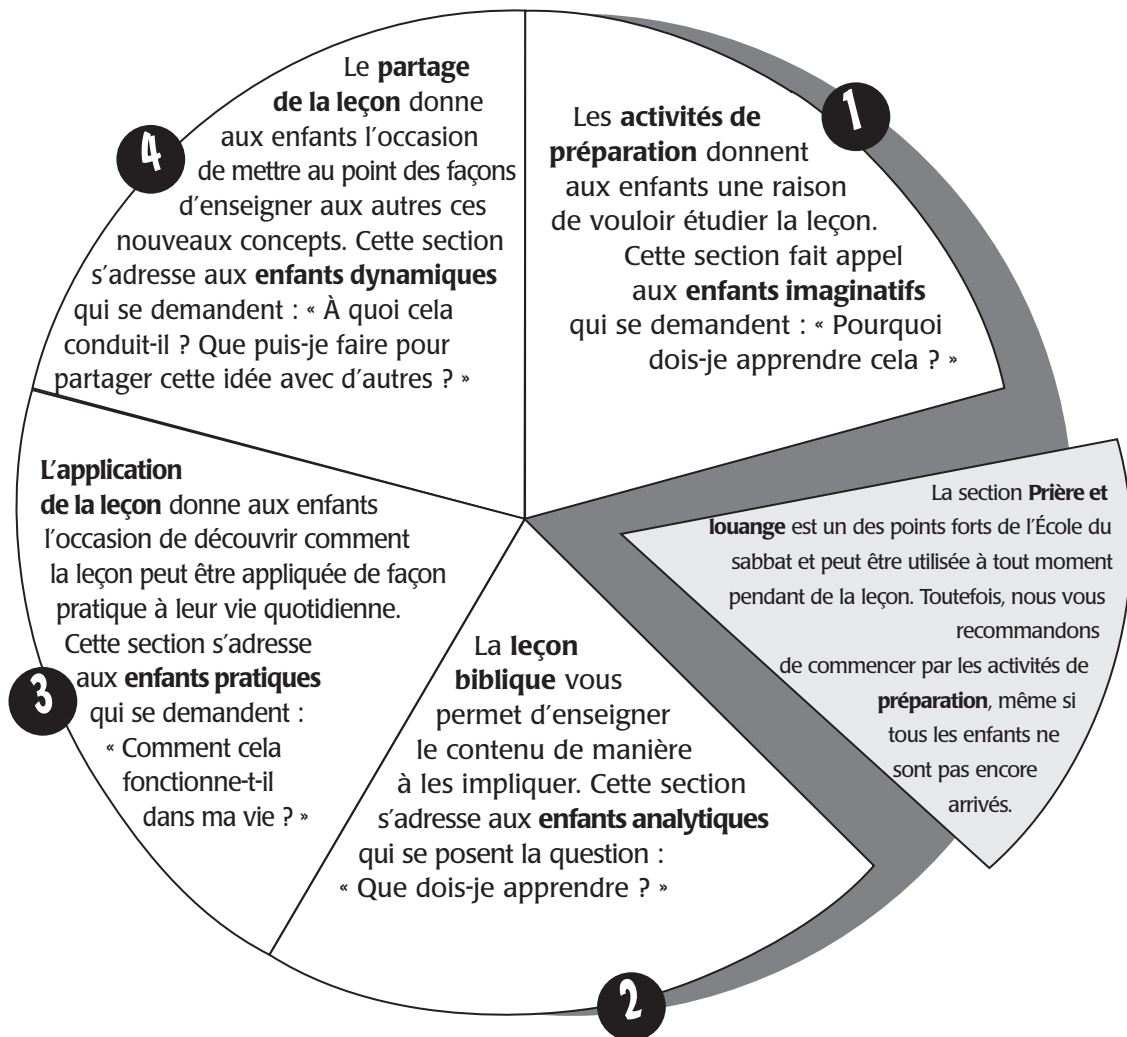 1
Les activités de
préparation donnent
aux enfants une raison
de vouloir étudier la leçon.
Cette section fait appel
aux enfants imaginatifs
qui se demandent : « Pourquoi
dois-je apprendre cela ? »
La section Prière et
louange est un des points forts de l’École du
sabbat et peut être utilisée à tout moment
pendant de la leçon. Toutefois, nous vous
recommandons
de commencer par les activités de
préparation, même si
tous les enfants ne
sont pas encore
arrivés.
2
La leçon
biblique vous
permet d’enseigner
le contenu de manière
à les impliquer. Cette section
s’adresse aux enfants analytiques
qui se posent la question :
« Que dois-je apprendre ? »
3
L’application
de la leçon donne aux enfants
l’occasion de découvrir comment
la leçon peut être appliquée de façon
pratique à leur vie quotidienne.
Cette section s’adresse
aux enfants pratiques
qui se demandent :
« Comment cela
fonctionne-t-il
dans ma vie ? »
4
Le partage
de la leçon donne
aux enfants l’occasion
de mettre au point des façons
d’enseigner aux autres ces
nouveaux concepts. Cette section
s’adresse aux enfants dynamiques
qui se demandent : « À quoi cela
conduit-il ? Que puis-je faire pour
partager cette idée avec d’autres ? »